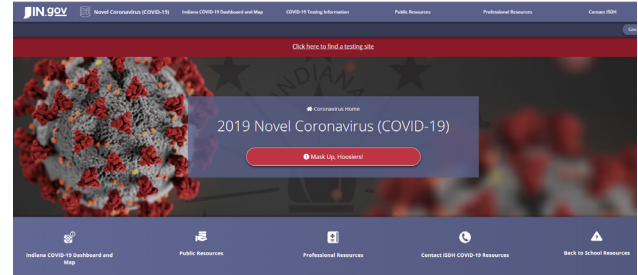 IN.gov
Novel Coronavirus (COVID-19)
Indiana COVID-19 Dashboard and Map
COVID-19 Testing Information
Public Resources
Professional Resources
Contact ISDH
Click here to find a testing site
INDIANA
Coronavirus Home
2019 Novel Coronavirus (COVID-19)
Mask Up, Hoosiers!
Indiana COVID-19 Dashboard and
Map
Public Resources
Professional Resources
Contact ISDH COVID-19 Resources
Back to School Resources